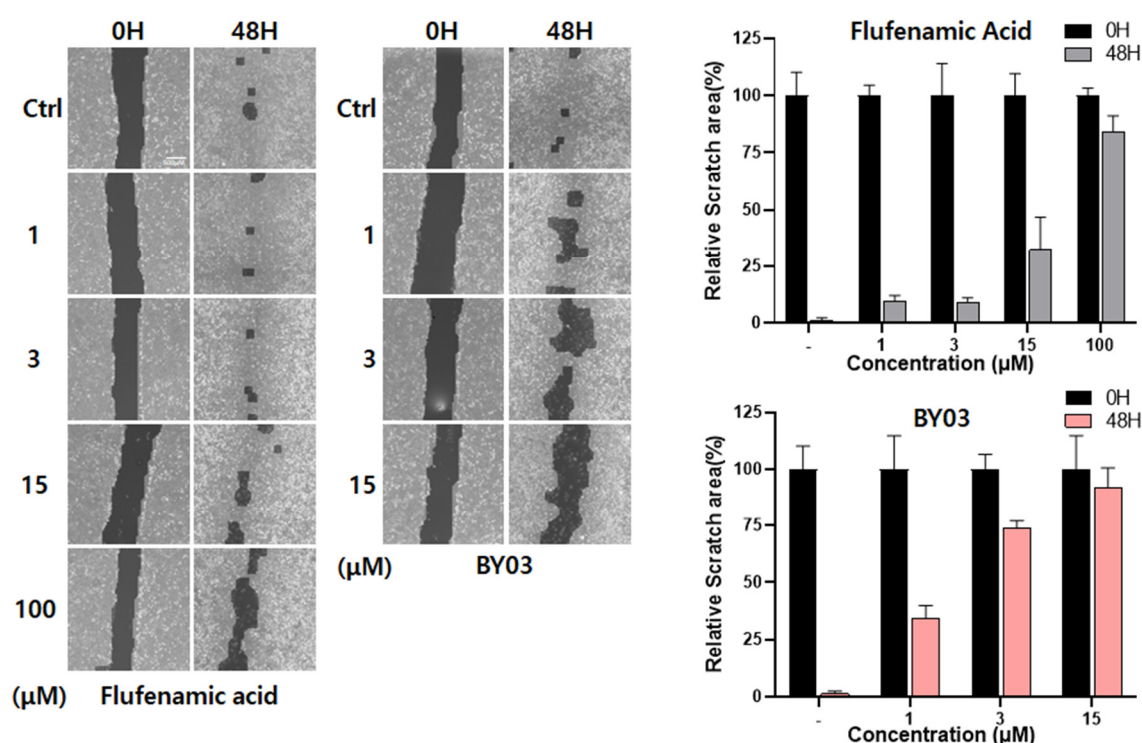 0H 48H
Ctrl
1
3
15
100
(µM) Flufenamic acid
0H 48H
Ctrl
1
3
15
(µM) BY03
Flufenamic Acid
0H
48H
Relative Scratch area(%)
125
100
75
50
25
0
- 1 3 15 100
Concentration (µM)
BY03
0H
48H
Relative Scratch area(%)
125
100
75
50
25
0
- 1 3 15
Concentration (µM)